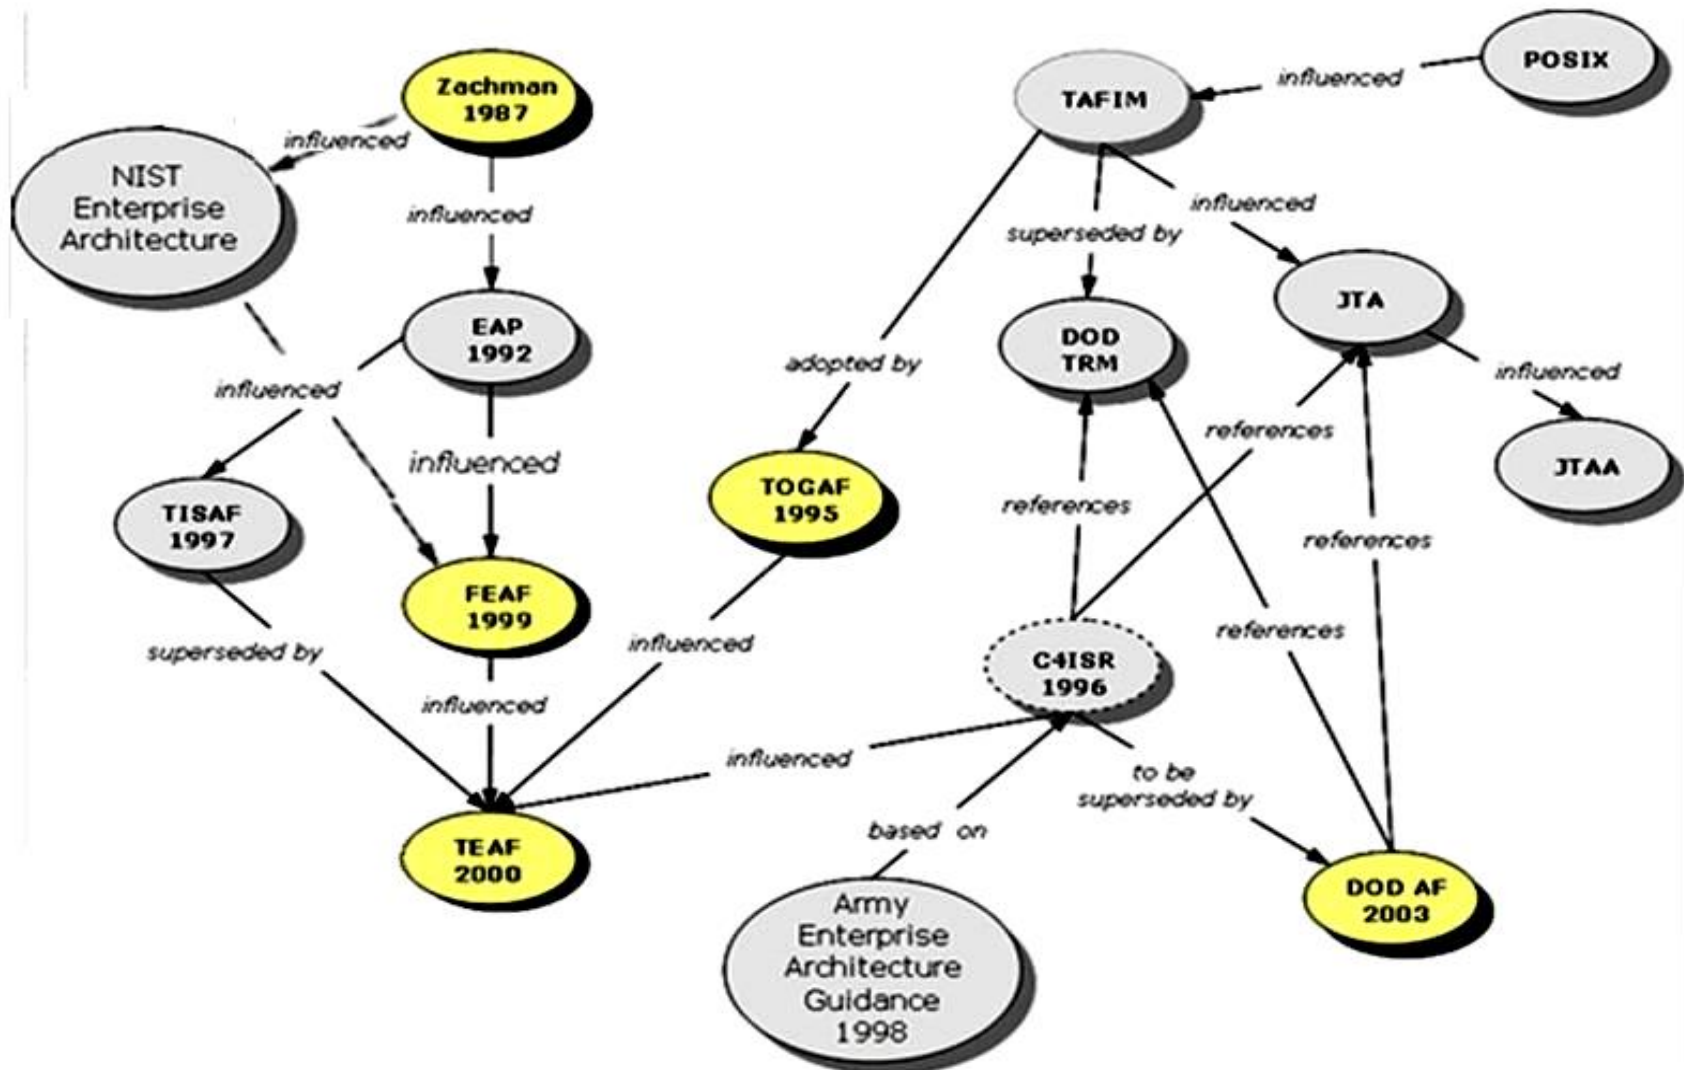 Zachman
1987
influenced
NIST
Enterprise
Architecture
influenced
EAP
1992
influenced
influenced
TISAF
1997
FEAF
1999
superseded by
influenced
TEAF
2000
POSIX
influenced
TAFIM
influenced
superseded by
JTA
DOD
TRM
adopted by
influenced
references
JTAA
TOGAF
1995
references
references
influenced
references
C4ISR
1996
influenced
to be
superseded by
based on
DOD AF
2003
Army
Enterprise
Architecture
Guidance
1998